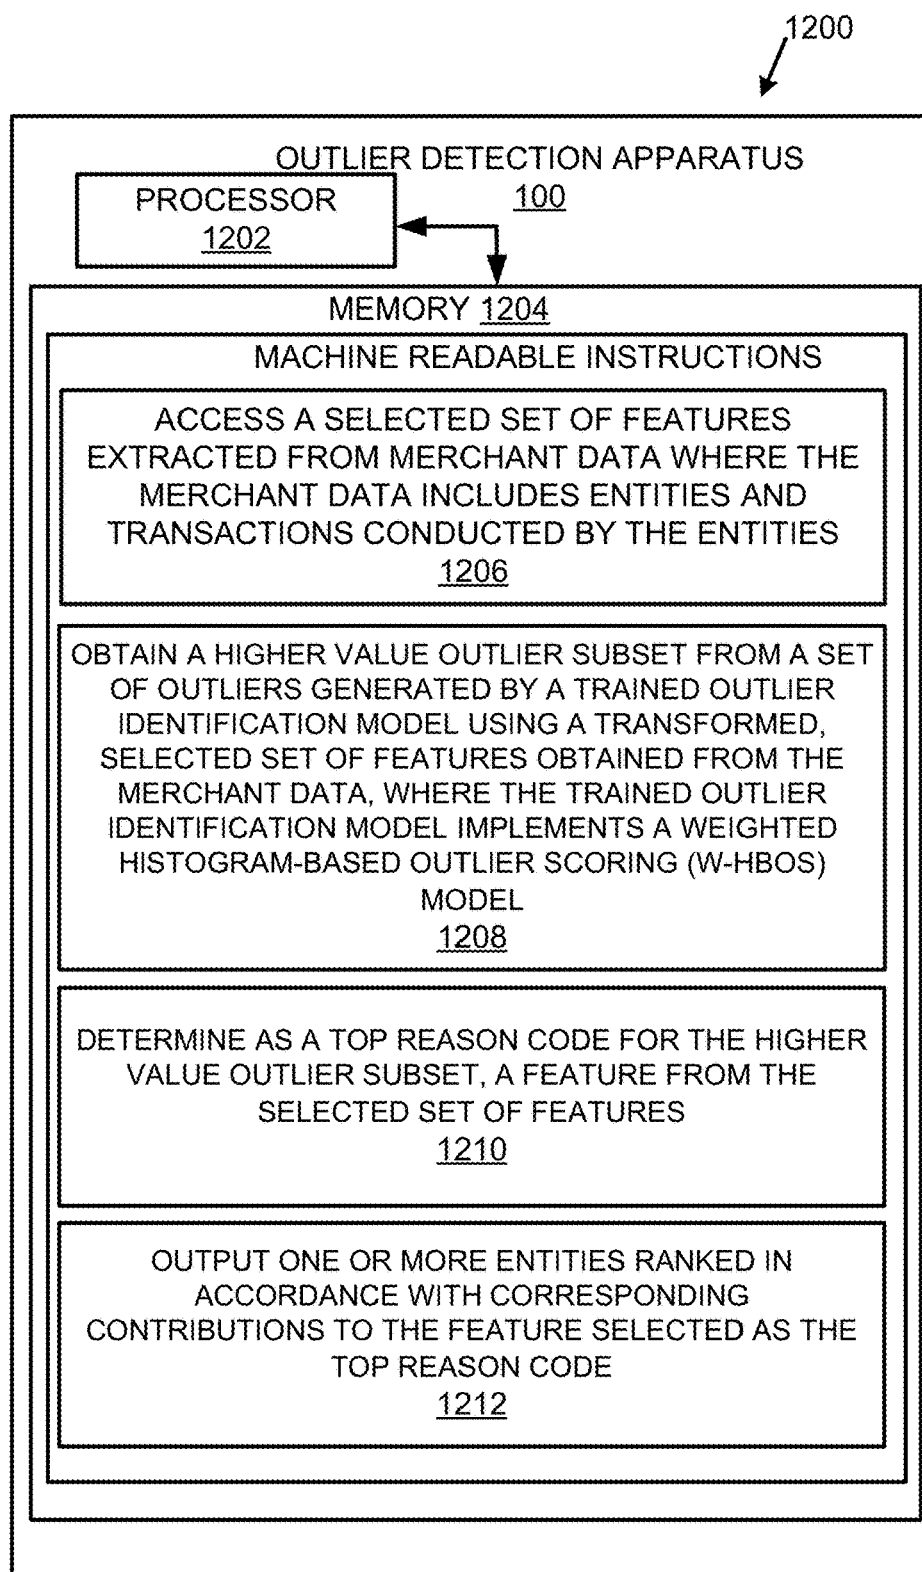 1200
OUTLIER DETECTION APPARATUS
100
PROCESSOR
1202
MEMORY 1204
MACHINE READABLE INSTRUCTIONS
ACCESS A SELECTED SET OF FEATURES
EXTRACTED FROM MERCHANT DATA WHERE THE
MERCHANT DATA INCLUDES ENTITIES AND
TRANSACTIONS CONDUCTED BY THE ENTITIES
1206
OBTAIN A HIGHER VALUE OUTLIER SUBSET FROM A SET
OF OUTLIERS GENERATED BY A TRAINED OUTLIER
IDENTIFICATION MODEL USING A TRANSFORMED,
SELECTED SET OF FEATURES OBTAINED FROM THE
MERCHANT DATA, WHERE THE TRAINED OUTLIER
IDENTIFICATION MODEL IMPLEMENTS A WEIGHTED
HISTOGRAM-BASED OUTLIER SCORING (W-HBOS)
MODEL
1208
DETERMINE AS A TOP REASON CODE FOR THE HIGHER
VALUE OUTLIER SUBSET, A FEATURE FROM THE
SELECTED SET OF FEATURES
1210
OUTPUT ONE OR MORE ENTITIES RANKED IN
ACCORDANCE WITH CORRESPONDING
CONTRIBUTIONS TO THE FEATURE SELECTED AS THE
TOP REASON CODE
1212